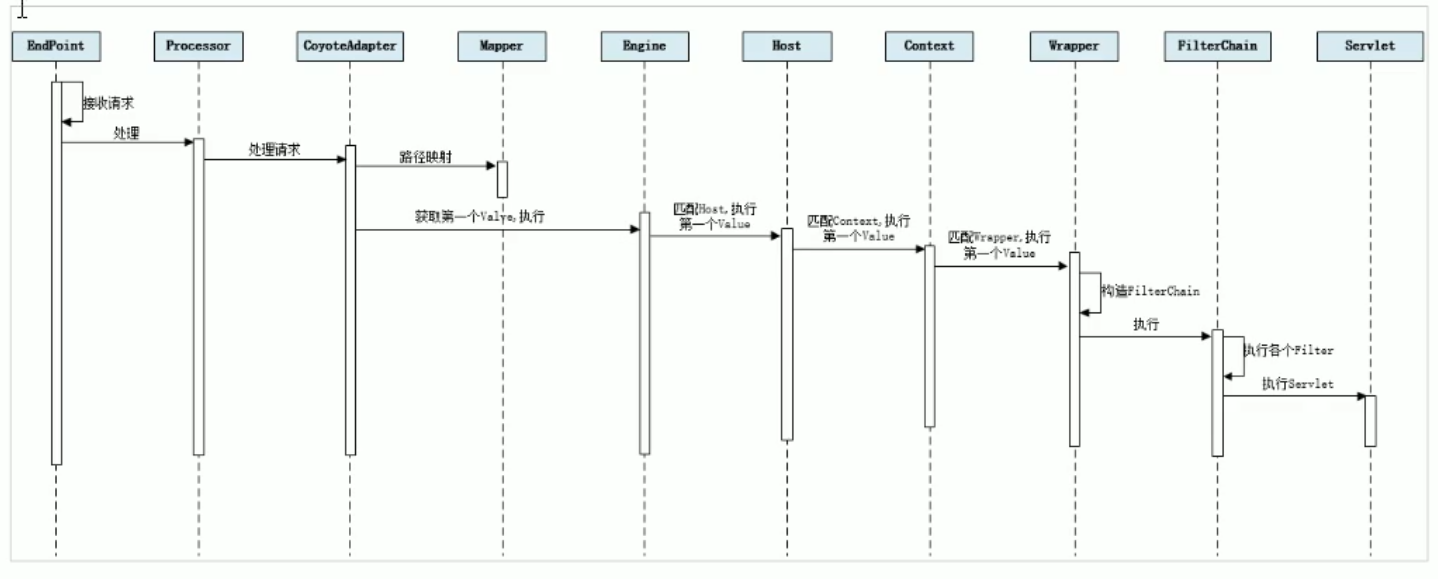 EndPoint
Processor
CoyoteAdapter
Mapper
Engine
Host
Context
Wrapper
FilterChain
Servlet
接收请求
处理
处理请求
路径映射
获取第一个Valve,执行
匹配Host,执行
第一个Value
匹配Context,执行
第一个Value
匹配Wrapper,执行
第一个Value
构造FilterChain
执行
执行各个Filter
执行Servlet